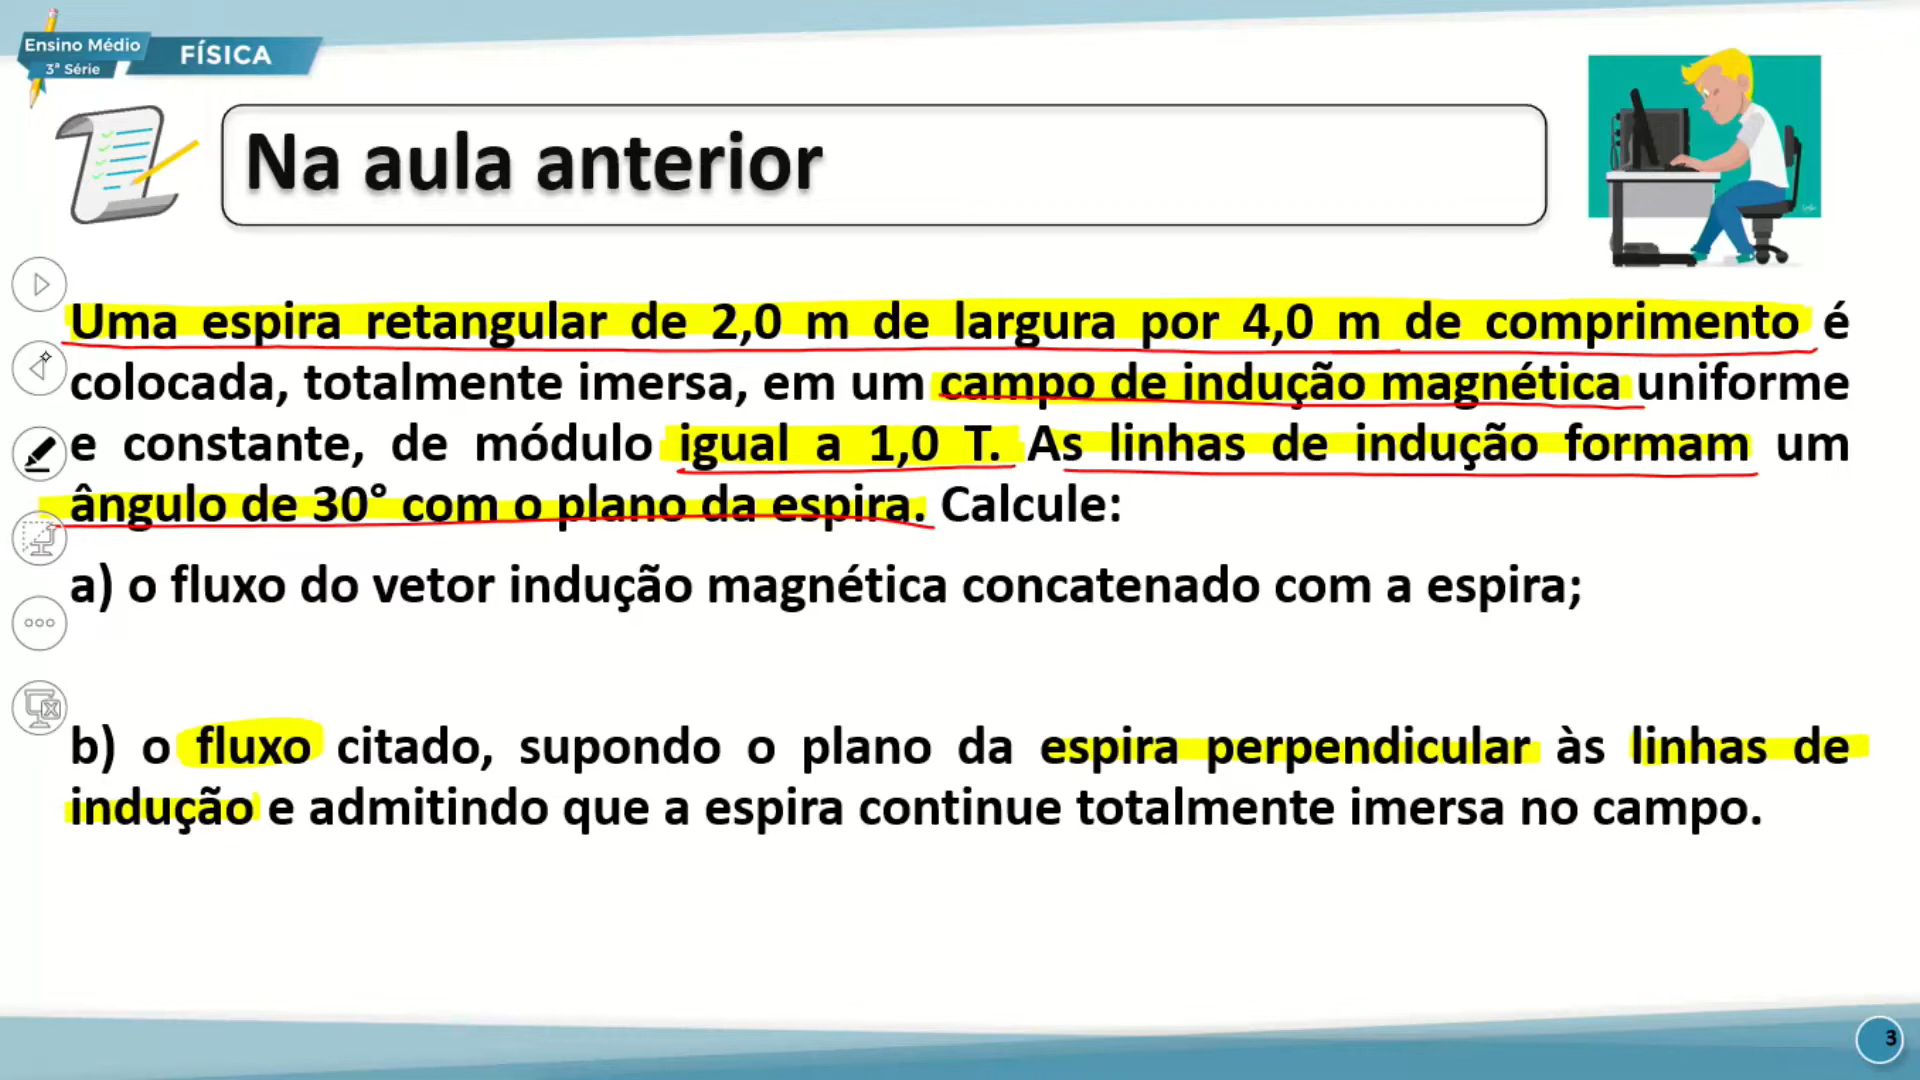 Ensino Médio
3ª Série
FÍSICA
Na aula anterior
Uma espira retangular de 2,0 m de largura por 4,0 m de comprimento é
colocada, totalmente imersa, em um campo de indução magnética uniforme
e constante, de módulo igual a 1,0 T. As linhas de indução formam um
ângulo de 30° com o plano da espira. Calcule:
a) o fluxo do vetor indução magnética concatenado com a espira;
b) o fluxo citado, supondo o plano da espira perpendicular às linhas de
indução e admitindo que a espira continue totalmente imersa no campo.
3